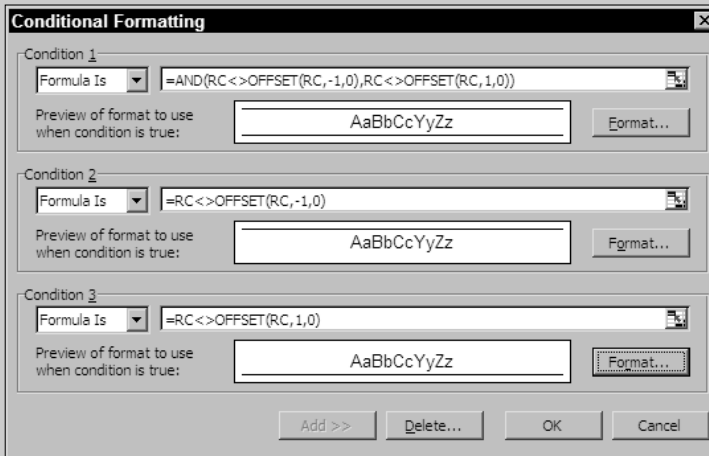 Conditional Formatting
Condition 1
Formula Is
=AND(RC<>OFFSET(RC,-1,0),RC<>OFFSET(RC,1,0))
Preview of format to use
when condition is true:
AaBbCcYyZz
Format...
Condition 2
Formula Is
=RC<>OFFSET(RC,-1,0)
Preview of format to use
when condition is true:
AaBbCcYyZz
Format...
Condition 3
Formula Is
=RC<>OFFSET(RC,1,0)
Preview of format to use
when condition is true:
AaBbCcYyZz
Format...
Add >>
Delete...
OK
Cancel